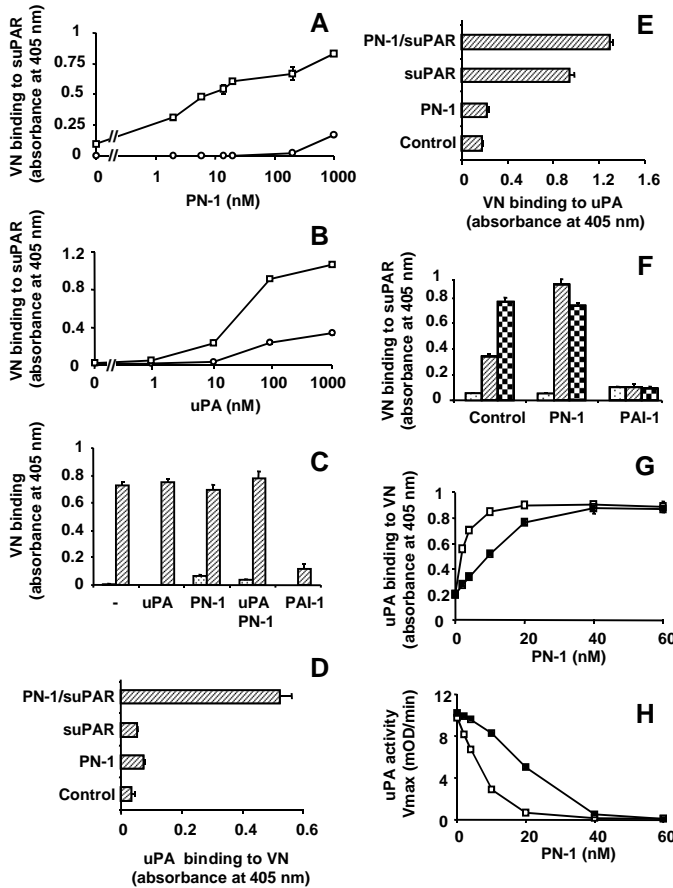 A
VN binding to suPAR
(absorbance at 405 nm)
1
0.75
0.5
0.25
0
0 1 10 100 1000
PN-1 (nM)
B
VN binding to suPAR
(absorbance at 405 nm)
1.2
0.8
0.4
0
0 1 10 100 1000
uPA (nM)
C
VN binding
(absorbance at 405 nm)
1
0.8
0.6
0.4
0.2
0
- uPA PN-1 uPA PAI-1
PN-1
D
PN-1/suPAR
suPAR
PN-1
Control
0 0.2 0.4 0.6
uPA binding to VN
(absorbance at 405 nm)
E
PN-1/suPAR
suPAR
PN-1
Control
0 0.4 0.8 1.2 1.6
VN binding to uPA
(absorbance at 405 nm)
F
VN binding to suPAR
(absorbance at 405 nm)
1
0.8
0.6
0.4
0.2
0
Control PN-1 PAI-1
G
uPA binding to VN
(absorbance at 405 nm)
1
0.8
0.6
0.4
0.2
0
0 20 40 60
PN-1 (nM)
H
uPA activity
Vmax (mOD/min)
12
8
4
0
0 20 40 60
PN-1 (nM)